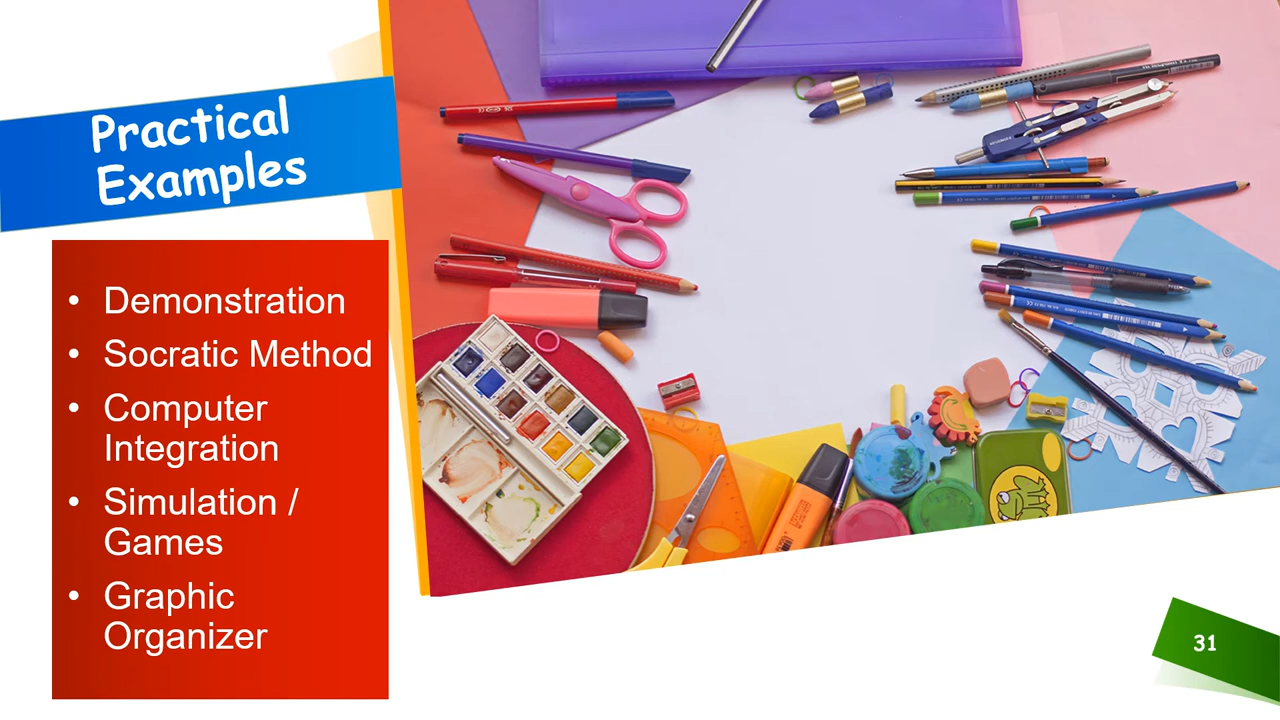 Practical
Examples
• Demonstration
• Socratic Method
• Computer
Integration
• Simulation /
Games
• Graphic
Organizer
31